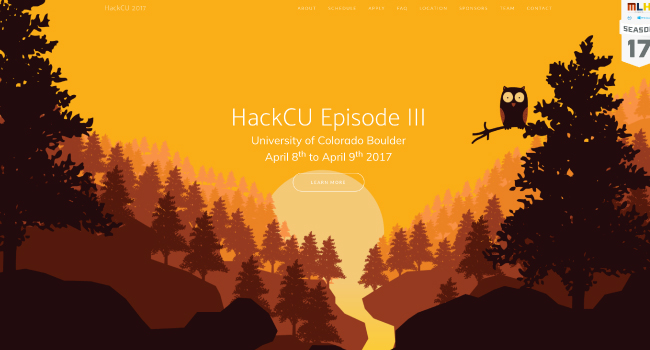 HackCU 2017
ABOUT SCHEDULE APPLY FAQ LOCATION SPONSORS TEAM CONTACT
MLH
SEASON
17
HackCU Episode III
University of Colorado Boulder
April 8th to April 9th 2017
LEARN MORE